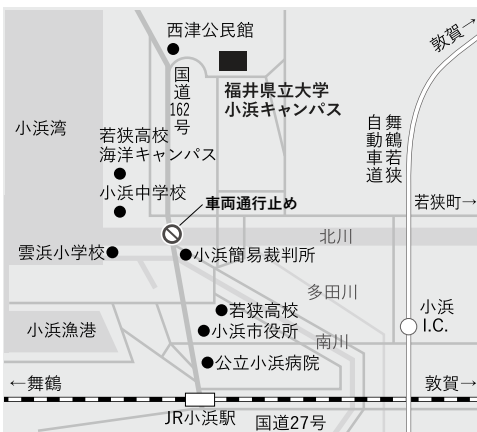 西津公民館
敦賀→
国道162号
福井県立大学
小浜キャンパス
小浜湾
舞鶴若狭
自動車道
若狭高校
海洋キャンパス
小浜中学校
車両通行止め
若狭町→
北川
雲浜小学校
小浜簡易裁判所
多田川
若狭高校
小浜
I.C.
小浜漁港
小浜市役所
南川
公立小浜病院
←舞鶴
敦賀→
JR小浜駅
国道27号